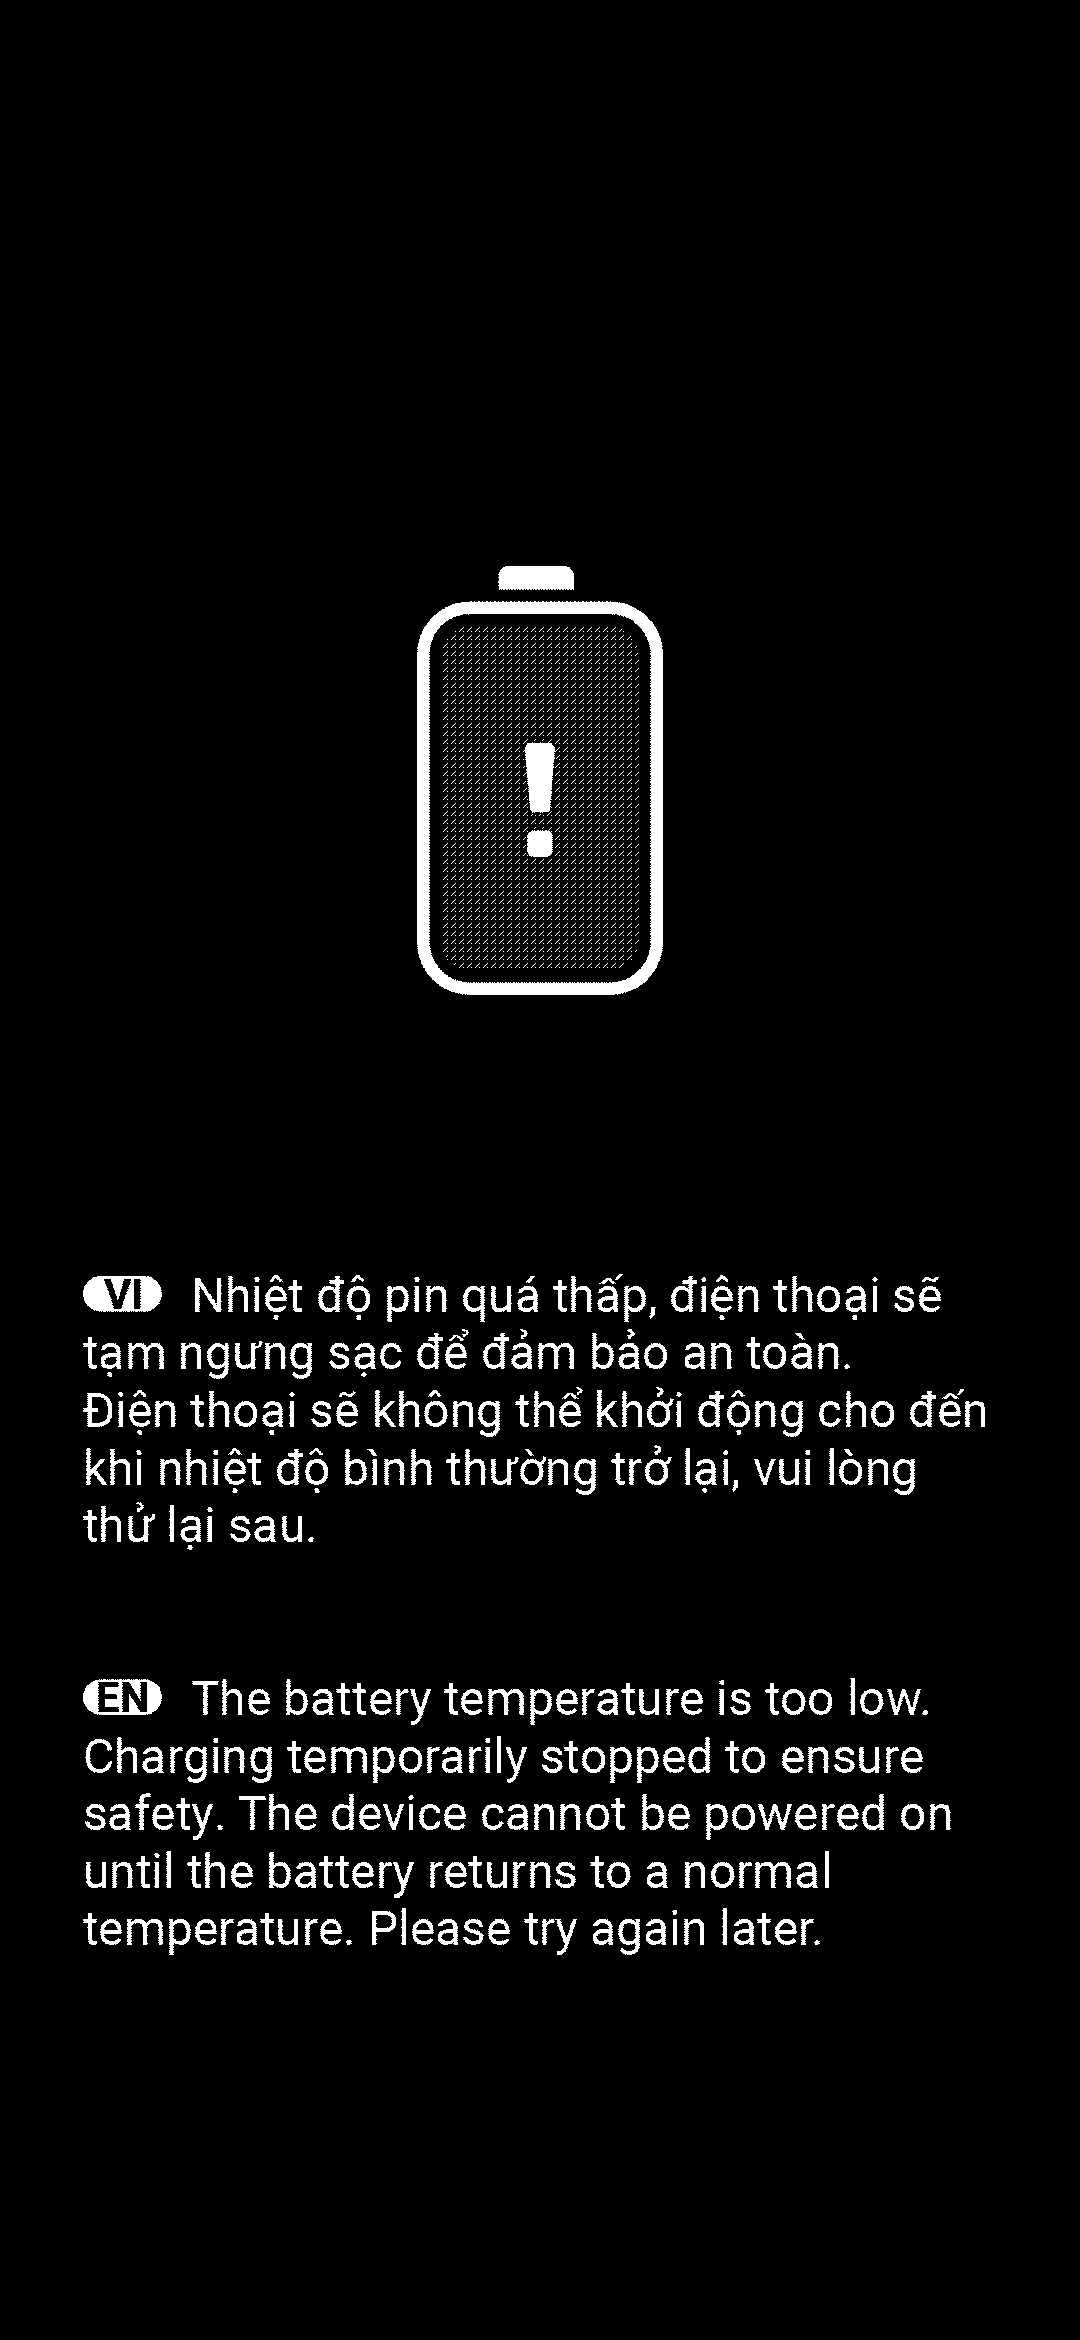 VI Nhiệt độ pin quá thấp, điện thoại sẽ
tạm ngưng sạc để đảm bảo an toàn.
Điện thoại sẽ không thể khởi động cho đến
khi nhiệt độ bình thường trở lại, vui lòng
thử lại sau.
EN The battery temperature is too low.
Charging temporarily stopped to ensure
safety. The device cannot be powered on
until the battery returns to a normal
temperature. Please try again later.